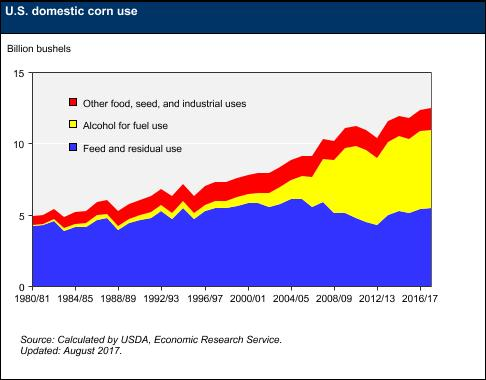 U.S. domestic corn use
Billion bushels
15
Other food, seed, and industrial uses
Alcohol for fuel use
10
Feed and residual use
5
0
1980/81 1984/85 1988/89 1992/93 1996/97 2000/01 2004/05 2008/09 2012/13 2016/17
Source: Calculated by USDA, Economic Research Service.
Updated: August 2017.